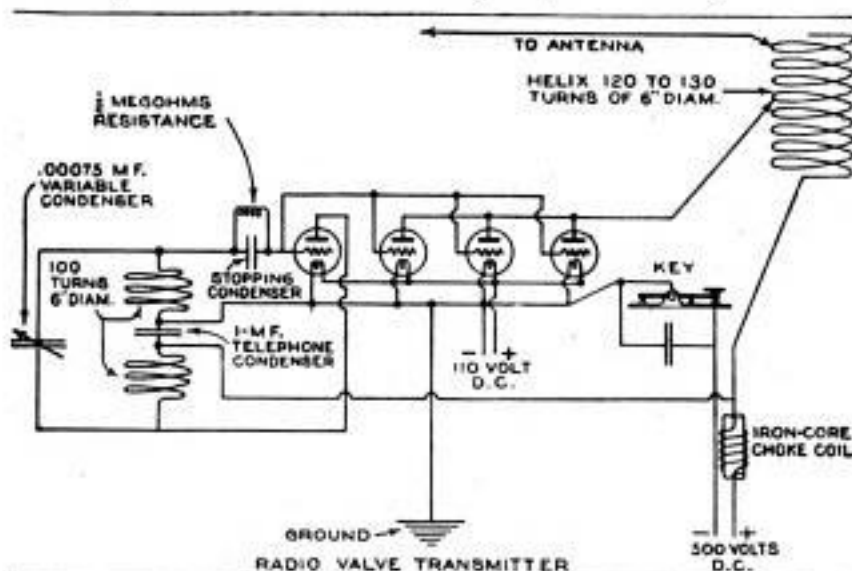 TO ANTENNA
HELIX 120 TO 130
TURNS OF 6" DIAM.
MEGOHMS
RESISTANCE
.00075 M F.
VARIABLE
CONDENSER
STOPPING
CONDENSER
100
TURNS
6" DIAM.
1-M F.
TELEPHONE
CONDENSER
KEY
- +
110 VOLT
D.C.
IRON-CORE
CHOKE COIL
GROUND
- +
500 VOLTS
D.C.
RADIO VALVE TRANSMITTER